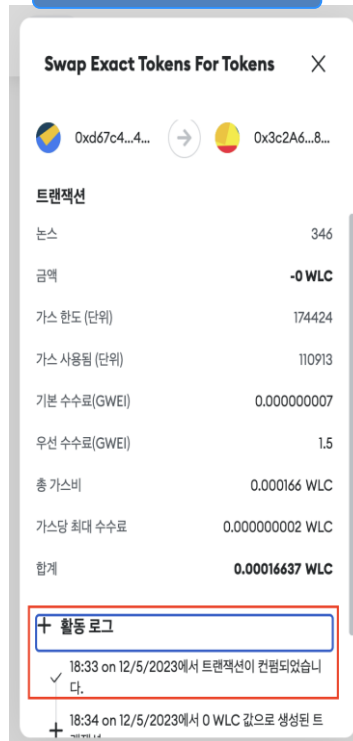 Swap Exact Tokens For Tokens
0xd67c4...4... 0x3c2A6...8...
트랜잭션
논스 346
금액 -0 WLC
가스 한도 (단위) 174424
가스 사용됨 (단위) 110913
기본 수수료(GWEI) 0.000000007
우선 수수료(GWEI) 1.5
총 가스비 0.000166 WLC
가스당 최대 수수료 0.000000002 WLC
합계 0.00016637 WLC
활동 로그
18:33 on 12/5/2023에서 트랜잭션이 컨펌되었습니
다.
18:34 on 12/5/2023에서 0 WLC 값으로 생성된 트